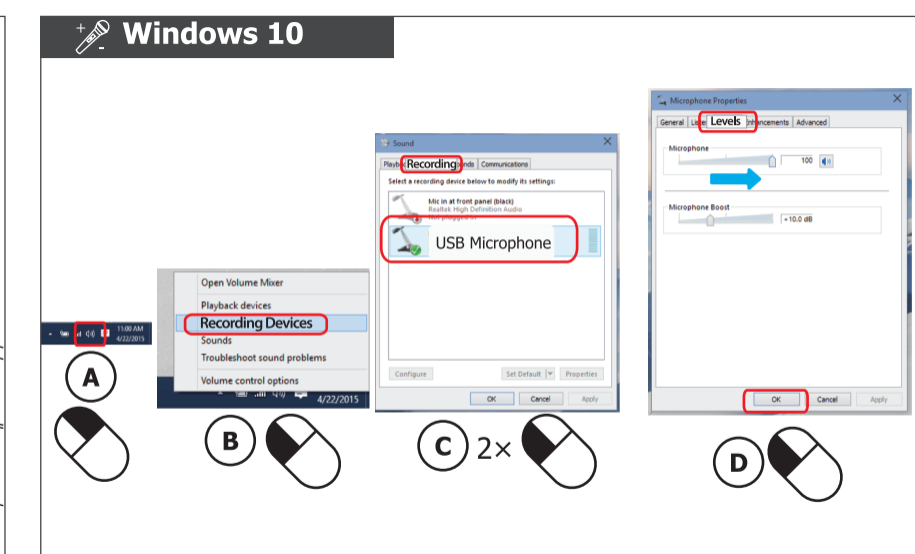 +
-
Windows 10
11:00 AM
4/22/2015
A
Open Volume Mixer
Playback devices
Recording Devices
Sounds
Troubleshoot sound problems
Volume control options
4/22/2015
B
Sound
Recording
Communications
Select a recording device below to modify its settings:
Mic in at front panel (black)
Realtek High Definition Audio
USB Microphone
Configure
Set Default
Properties
OK
Cancel
Apply
C 2×
Microphone Properties
General
Levels
Advanced
Microphone
100
Microphone Boost
+10.0 dB
OK
Cancel
Apply
D